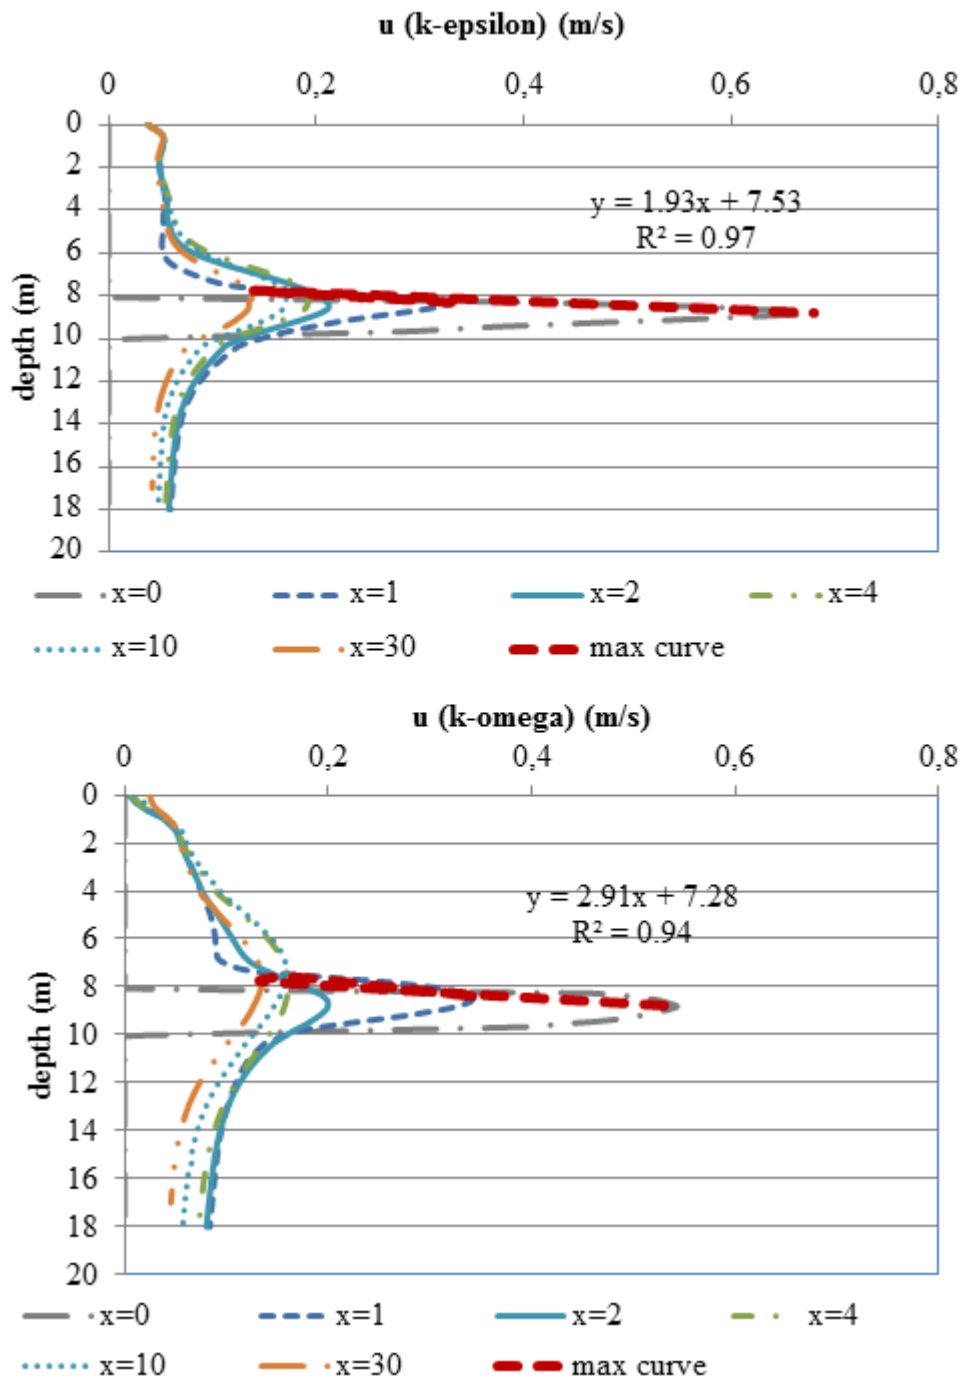 u (k-epsilon) (m/s)
0 0,2 0,4 0,6 0,8
0
2
4
6
8
10
12
14
16
18
20
depth (m)
y = 1.93x + 7.53
R² = 0.97
x=0 x=1 x=2 x=4
x=10 x=30 max curve
u (k-omega) (m/s)
0 0,2 0,4 0,6 0,8
0
2
4
6
8
10
12
14
16
18
20
depth (m)
y = 2.91x + 7.28
R² = 0.94
x=0 x=1 x=2 x=4
x=10 x=30 max curve